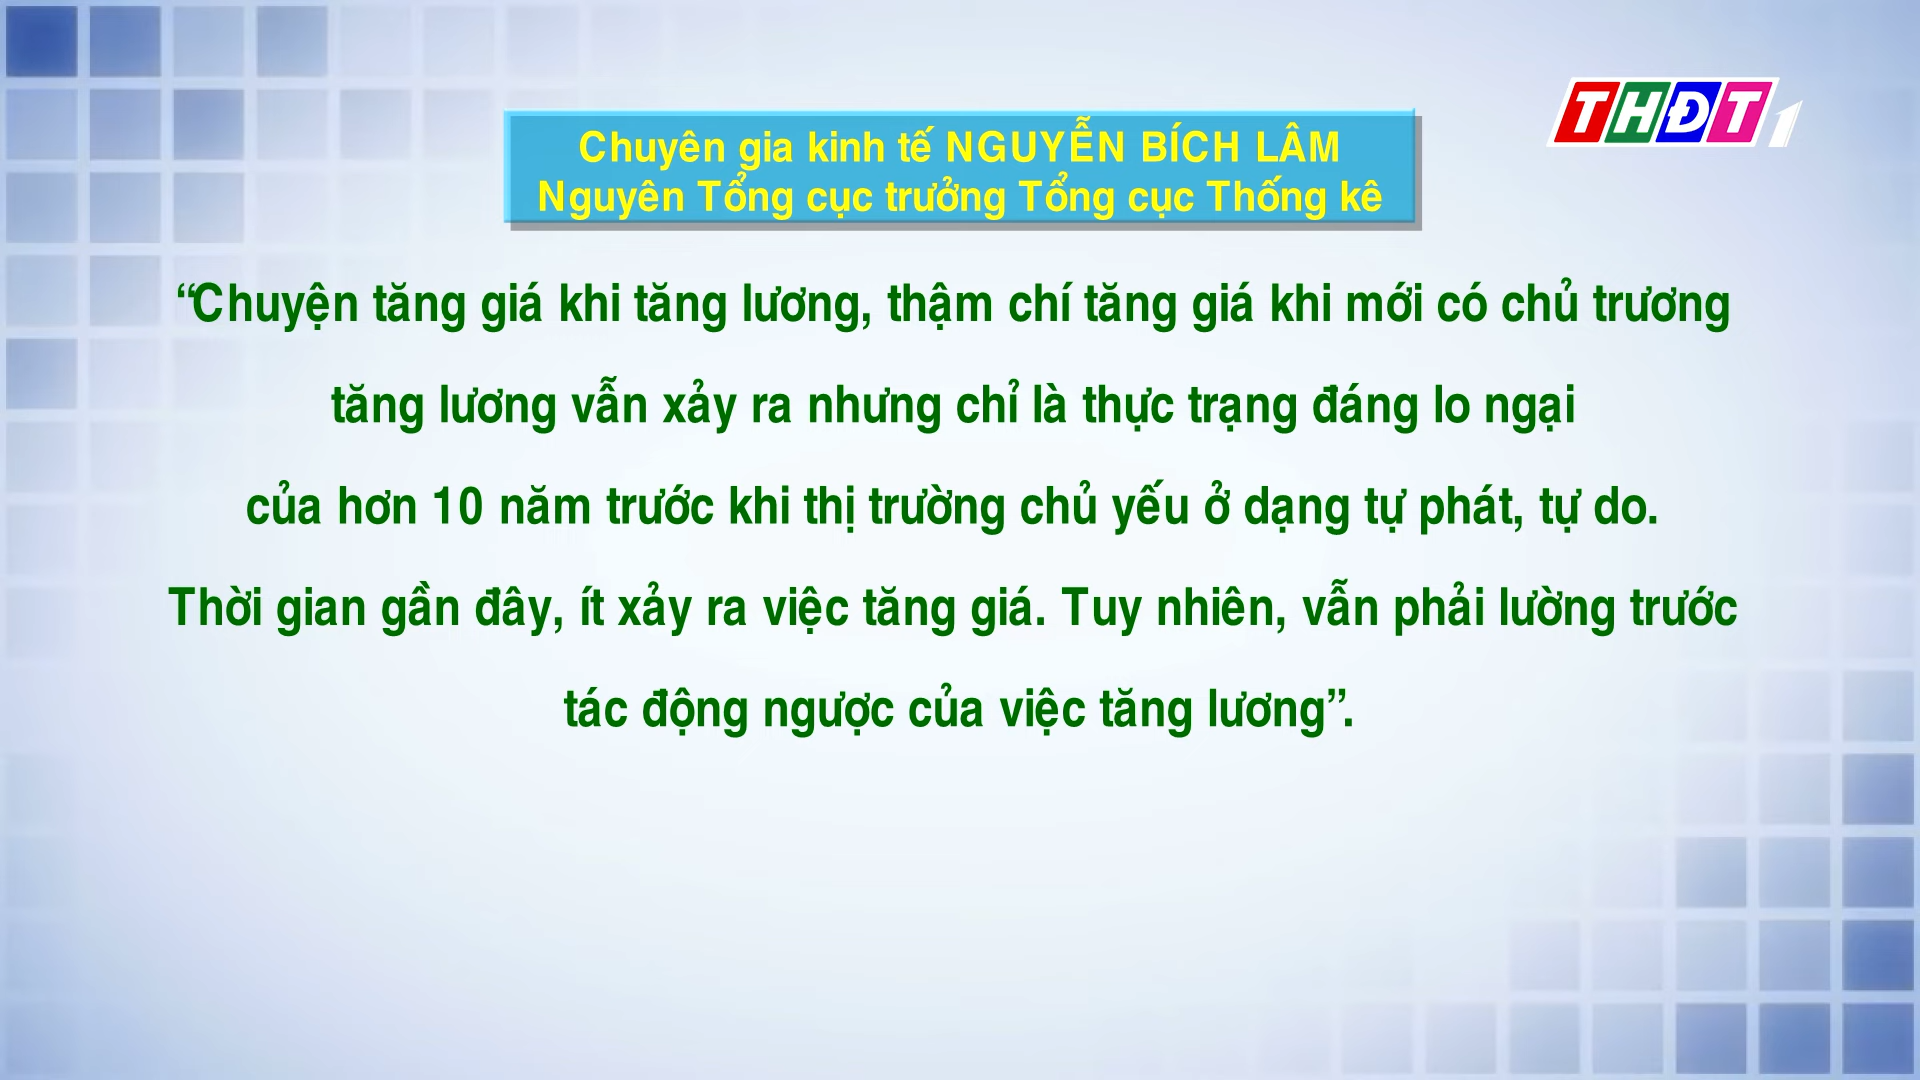 THĐT1
Chuyên gia kinh tế NGUYỄN BÍCH LÂM
Nguyên Tổng cục trưởng Tổng cục Thống kê
“Chuyện tăng giá khi tăng lương, thậm chí tăng giá khi mới có chủ trương
tăng lương vẫn xảy ra nhưng chỉ là thực trạng đáng lo ngại
của hơn 10 năm trước khi thị trường chủ yếu ở dạng tự phát, tự do.
Thời gian gần đây, ít xảy ra việc tăng giá. Tuy nhiên, vẫn phải lường trước
tác động ngược của việc tăng lương”.